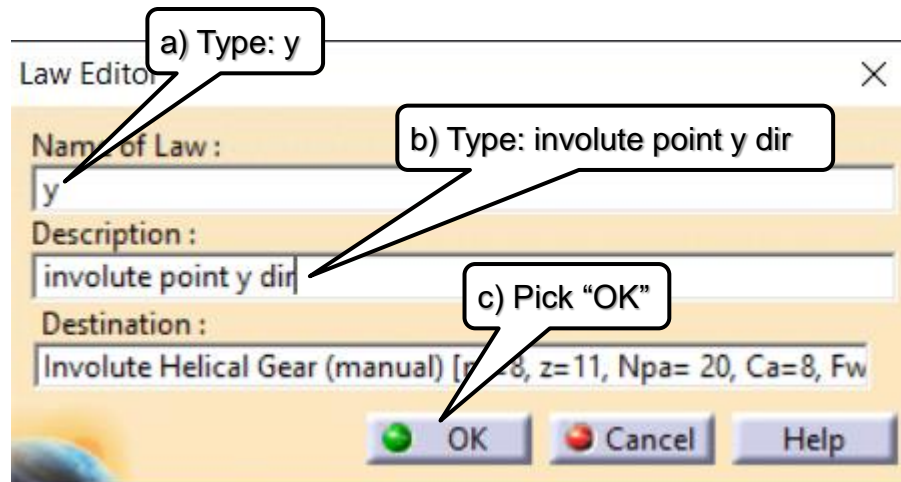 a) Type: y
Law Editor
Name of Law :
b) Type: involute point y dir
y
Description :
involute point y dir
c) Pick “OK”
Destination :
Involute Helical Gear (manual) z=11, Npa= 20, Ca=8, Fw
OK
Cancel
Help